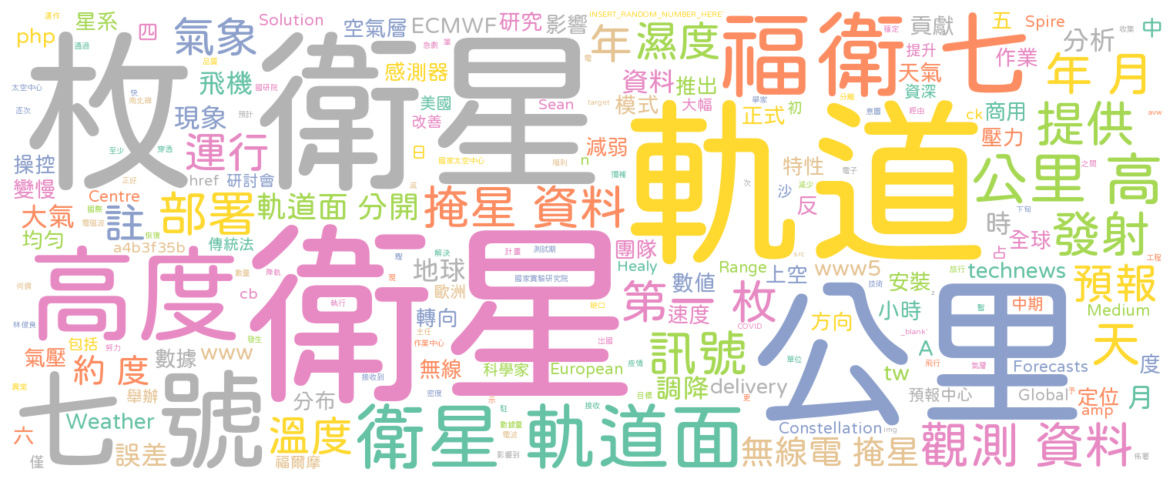 星系 四 氣象 Solution 空氣層 ECMWF 研究 影響 INSERT_RANDOM_NUMBER_HERE 五 Spire 中
php 飛機 感測器 年 濕度 福衛七 貢獻 分析
枚 衛星 美國 資料 推出 提升 天氣 作業 年 月
現象 改善 Sean 模式 大幅 正式 初 資深 ck 商用 提供
操控 運行 日 n 減弱 軌道 壓力
變慢 href 研討會 國家太空中心 特性 公里 高
大氣 註 部署 軌道面 分開 Centre 掩星 資料 沙 反 時 占 全球 發射
均勻 a4b3f35b 傳統法 團隊
高度 衛星 地球 Healy 數值 Range 上空 www5 安裝 technews 預報
cb 歐洲 第一 枚 國家實驗研究院
轉向 速度 COVID 公里 方向 小時 中期 Medium
氣壓 包括 數據 www 無線 科學家 European 訊號 A tw Forecasts 天 度
約 度 調降 delivery 預報中心 Global 定位 月
七號 舉辦 分布 amp
Weather 溫度 衛星 軌道面 Constellation img
六 僅 誤差 福爾摩 無線電 掩星 觀測 資料